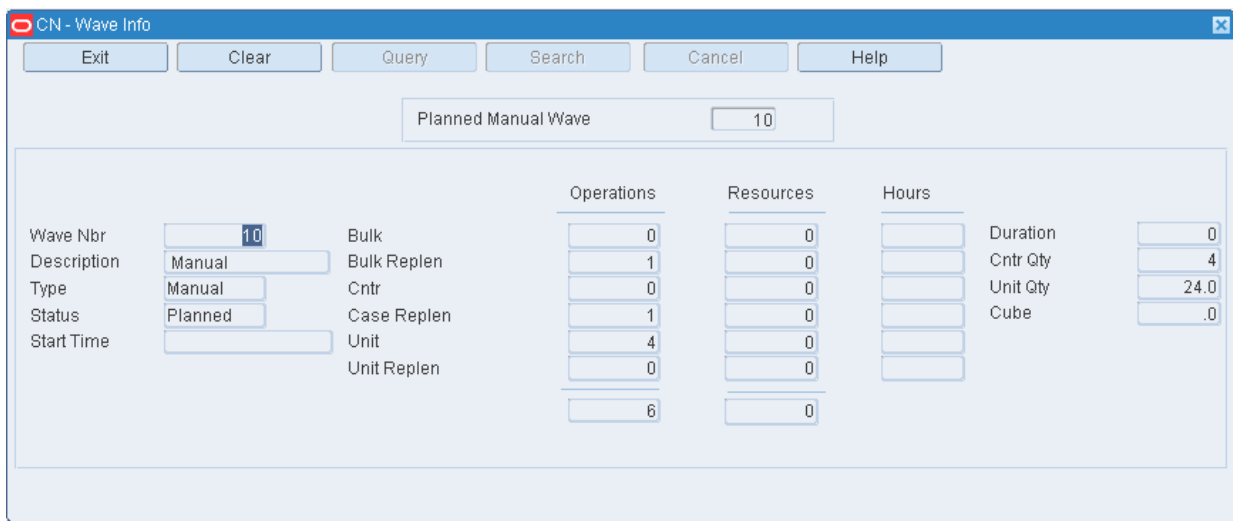 CN - Wave Info
Exit Clear Query Search Cancel Help
Planned Manual Wave 10
Operations Resources Hours
Wave Nbr 10 Bulk 0 0 Duration 0
Description Manual Bulk Replen 1 0 Cntr Qty 4
Type Manual Cntr 0 0 Unit Qty 24.0
Status Planned Case Replen 1 0 Cube .0
Start Time Unit 4 0
Unit Replen 0 0
6 0